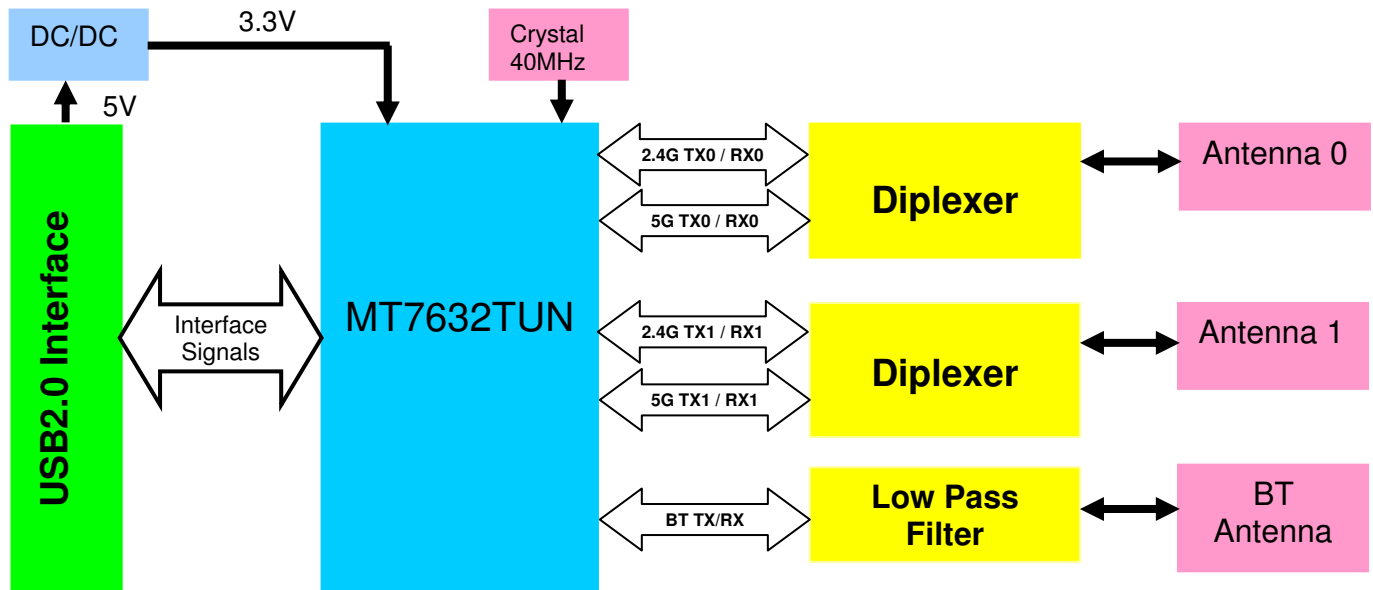 DC/DC
3.3V
Crystal
40MHz
5V
USB2.0 Interface
Interface
Signals
MT7632TUN
2.4G TX0 / RX0
5G TX0 / RX0
Diplexer
Antenna 0
2.4G TX1 / RX1
5G TX1 / RX1
Diplexer
Antenna 1
BT TX/RX
Low Pass
Filter
BT
Antenna